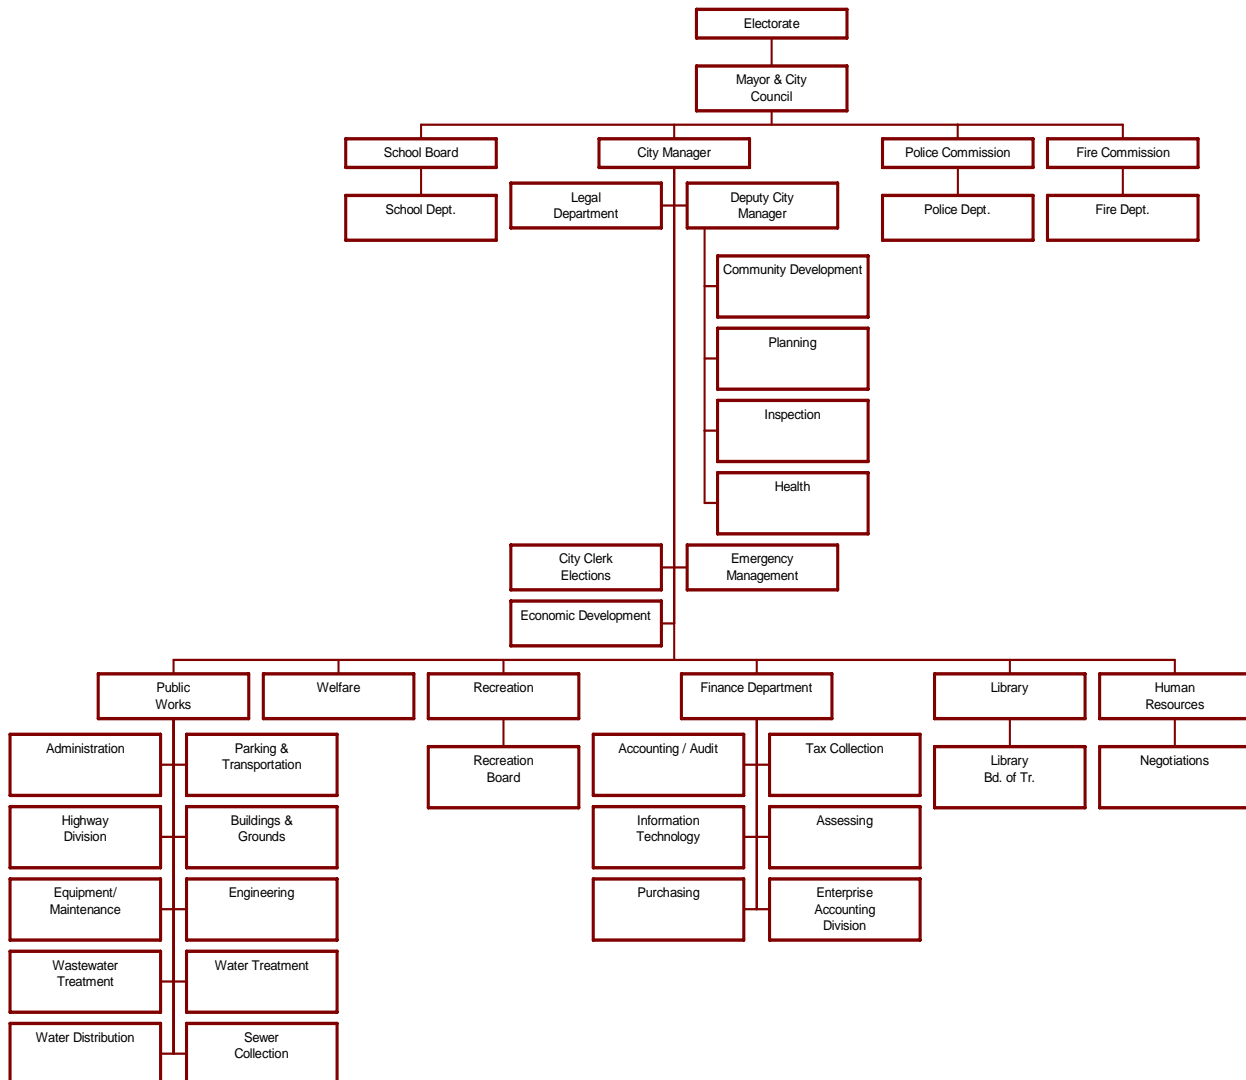 Electorate
Mayor & City
Council
School Board
City Manager
Police Commission
Fire Commission
School Dept.
Legal
Department
Deputy City
Manager
Police Dept.
Fire Dept.
Community Development
Planning
Inspection
Health
City Clerk
Elections
Emergency
Management
Economic Development
Public
Works
Welfare
Recreation
Finance Department
Library
Human
Resources
Administration
Parking &
Transportation
Recreation
Board
Accounting / Audit
Tax Collection
Library
Bd. of Tr.
Negotiations
Highway
Division
Buildings &
Grounds
Information
Technology
Assessing
Equipment/
Maintenance
Engineering
Purchasing
Enterprise
Accounting
Division
Wastewater
Treatment
Water Treatment
Water Distribution
Sewer
Collection